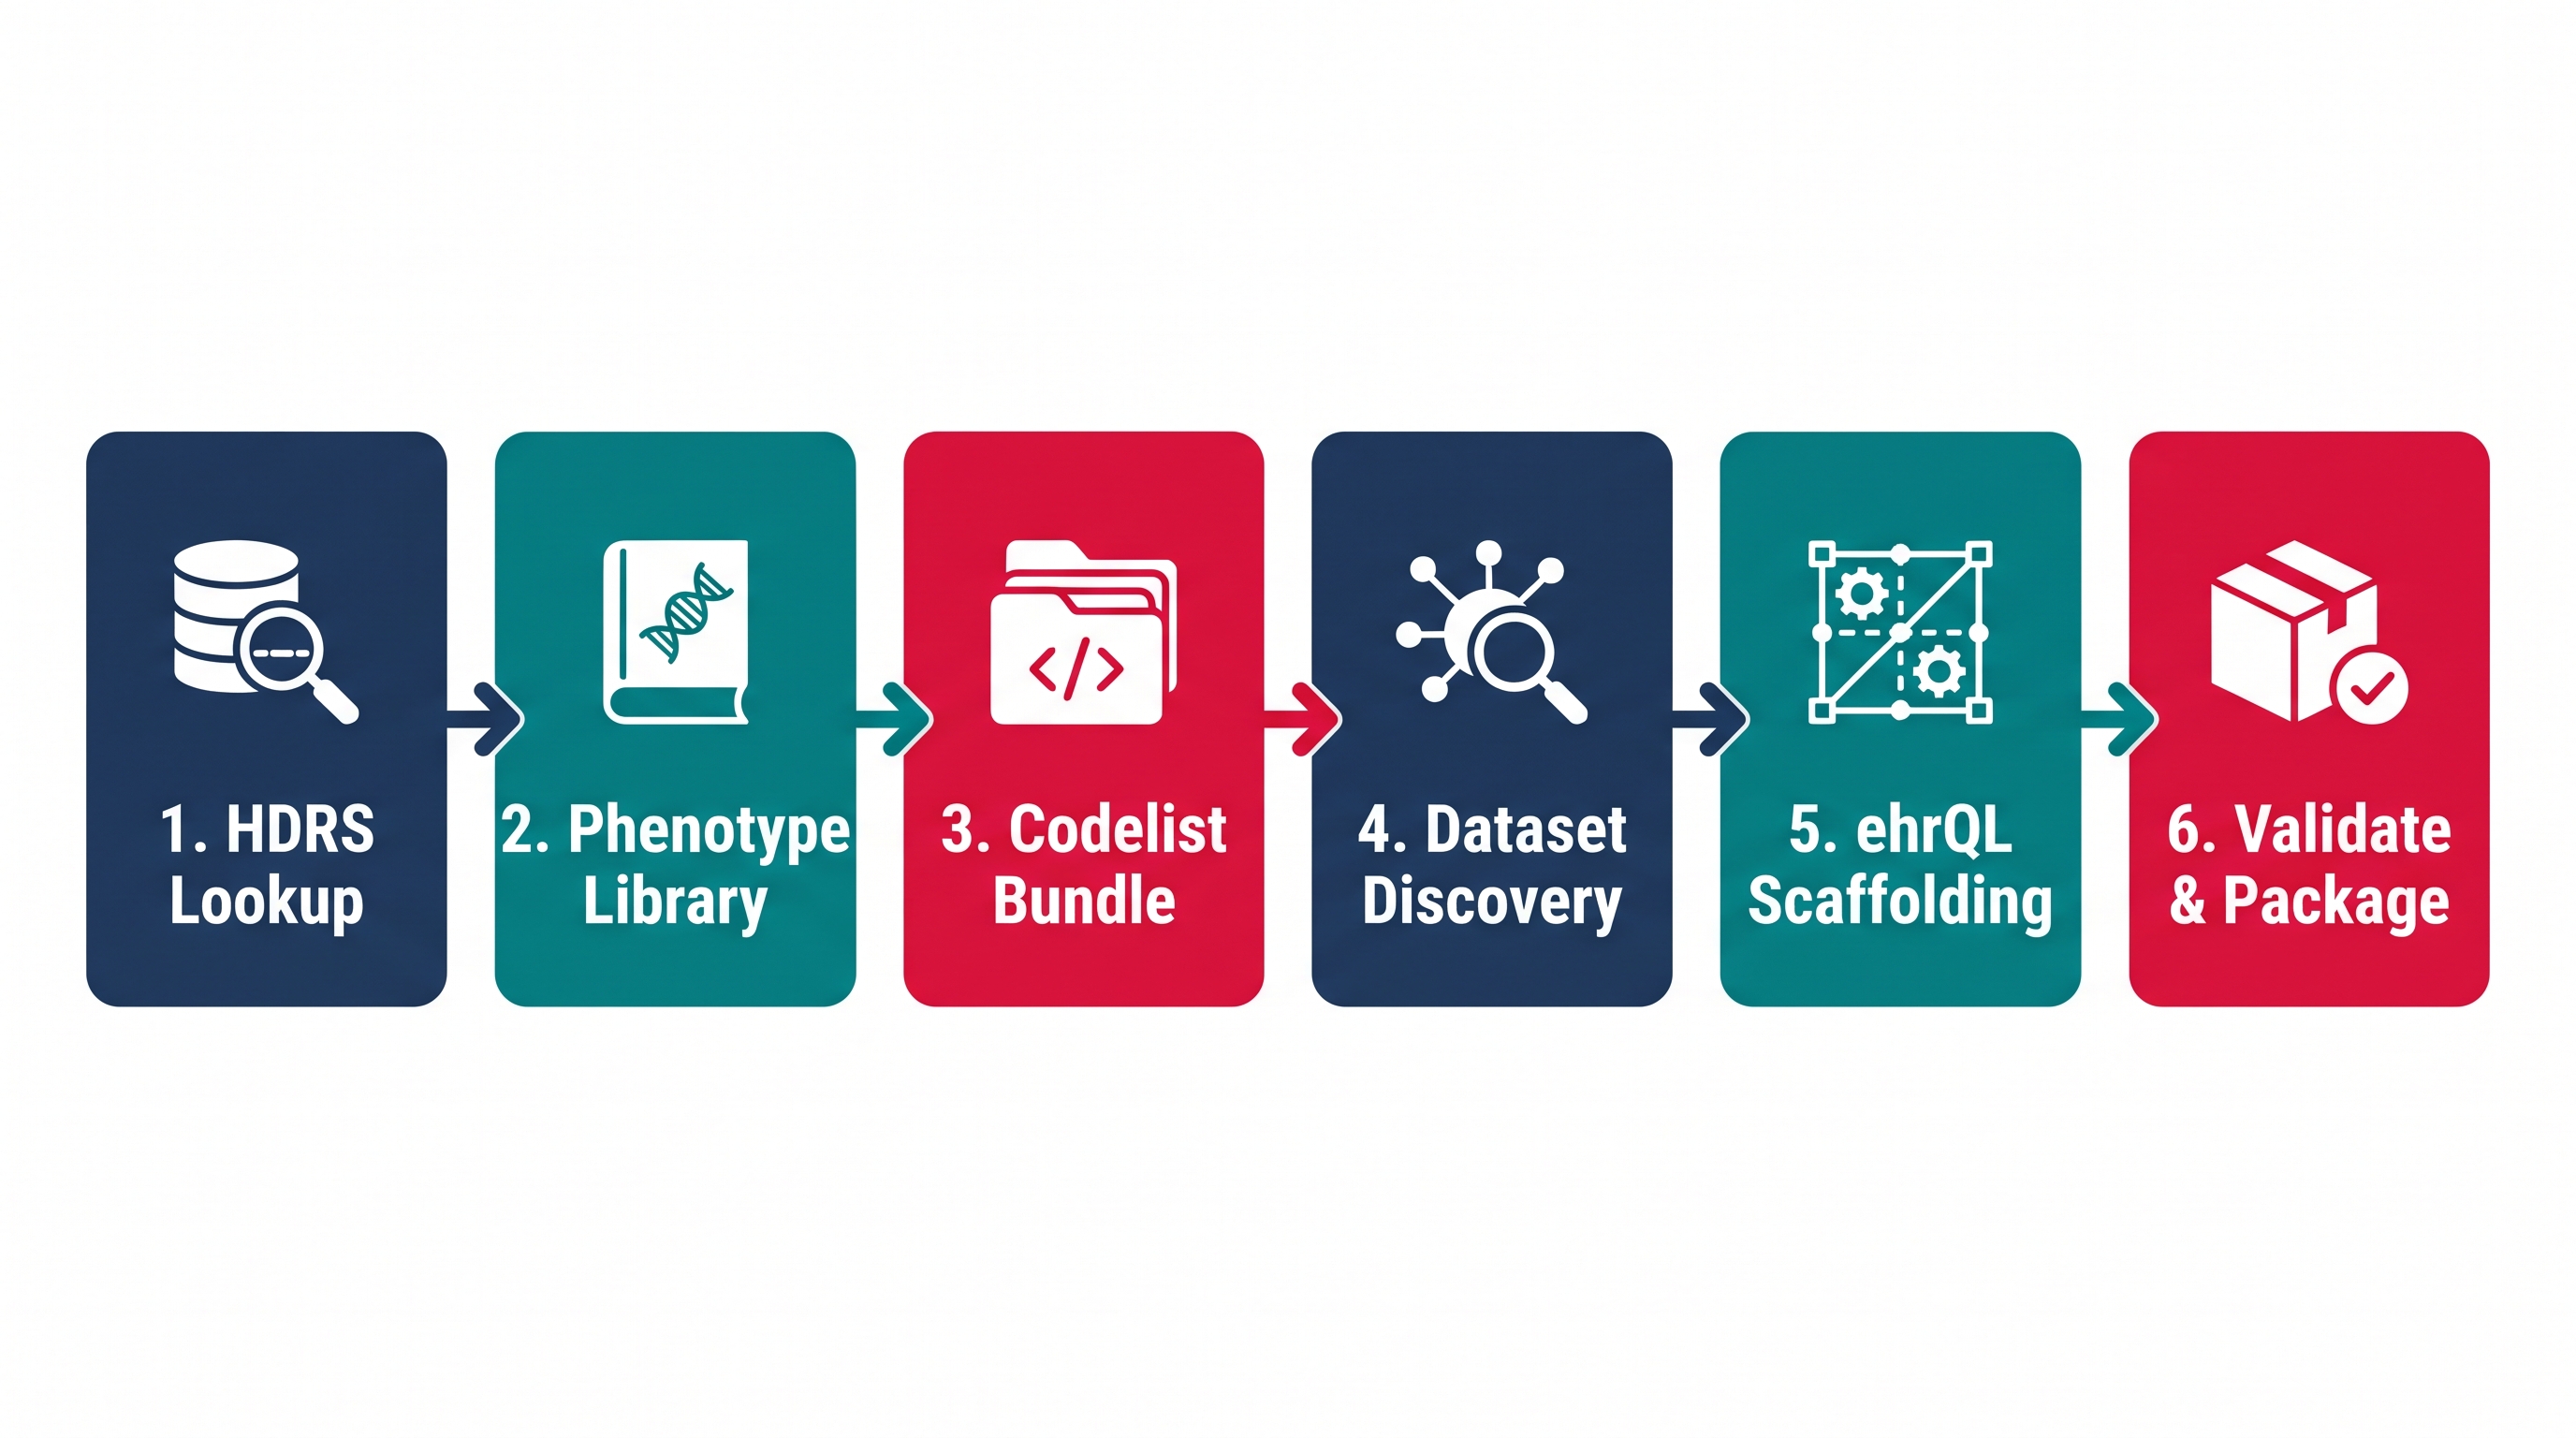 1. HDRS
Lookup
2. Phenotype
Library
</>
3. Codelist
Bundle
4. Dataset
Discovery
5. ehrQL
Scaffolding
6. Validate
& Package